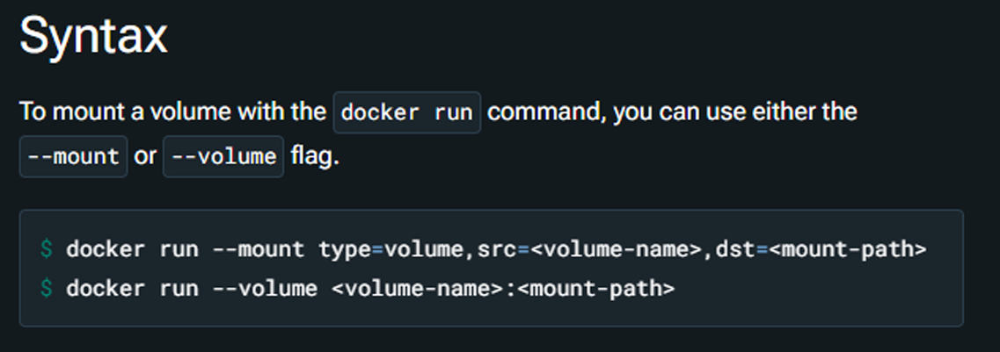 Syntax
To mount a volume with the docker run command, you can use either the
--mount or --volume flag.
$ docker run --mount type=volume,src=<volume-name>,dst=<mount-path>
$ docker run --volume <volume-name>:<mount-path>